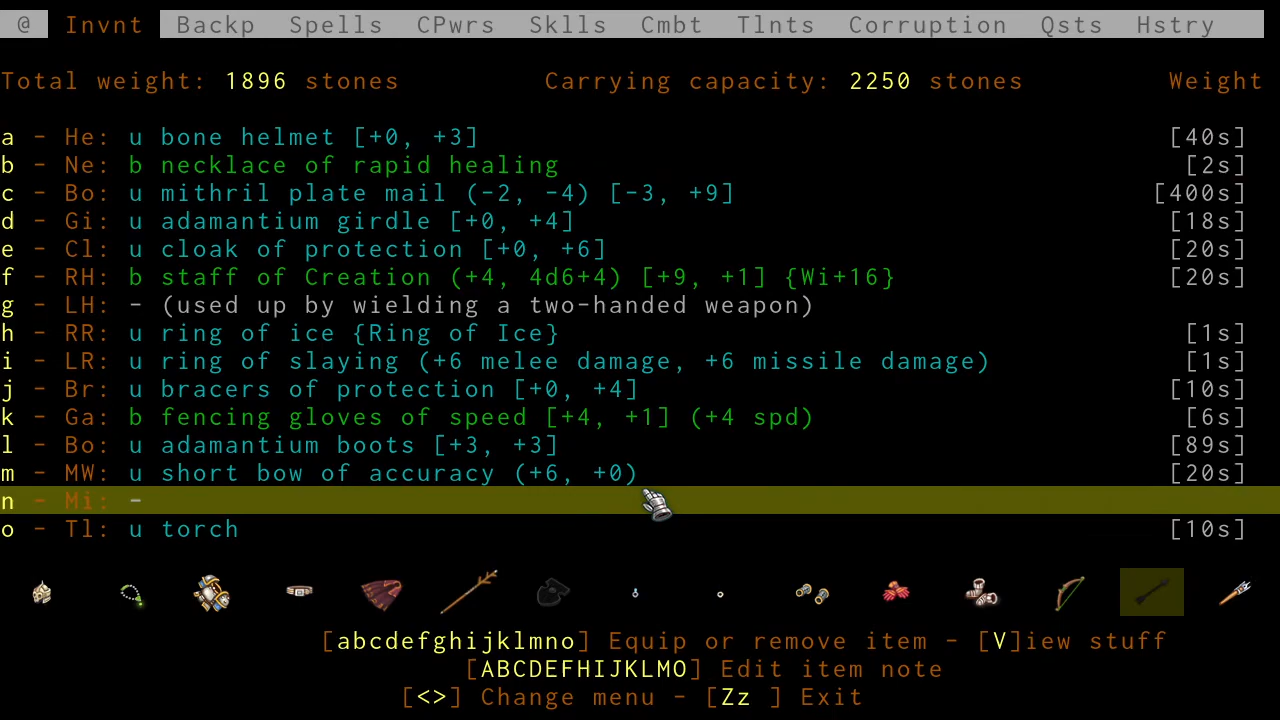 @ Invnt Backp Spells CPwrs Sklls Cmbt Tlnts Corruption Qsts Hstry
Total weight: 1896 stones Carrying capacity: 2250 stones Weight
a - He: u bone helmet [+0, +3] [40s]
b - Ne: b necklace of rapid healing [2s]
c - Bo: u mithril plate mail (-2, -4) [-3, +9] [400s]
d - Gi: u adamantium girdle [+0, +4] [18s]
e - Cl: u cloak of protection [+0, +6] [20s]
f - RH: b staff of Creation (+4, 4d6+4) [+9, +1] {Wi+16} [20s]
g - LH: - (used up by wielding a two-handed weapon)
h - RR: u ring of ice {Ring of Ice} [1s]
i - LR: u ring of slaying (+6 melee damage, +6 missile damage) [1s]
j - Br: u bracers of protection [+0, +4] [10s]
k - Ga: b fencing gloves of speed [+4, +1] (+4 spd) [6s]
l - Bo: u adamantium boots [+3, +3] [89s]
m - MW: u short bow of accuracy (+6, +0) [20s]
n - Mi: -
o - Tl: u torch [10s]
[abcdefghijklmno] Equip or remove item - [V]iew stuff
[ABCDEFHIJKLMO] Edit item note
[<>] Change menu - [Zz ] Exit